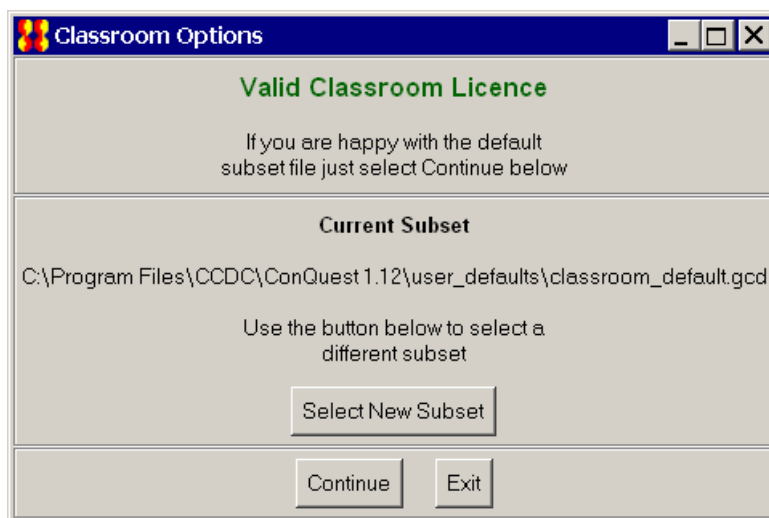 Classroom Options
Valid Classroom Licence
If you are happy with the default
subset file just select Continue below
Current Subset
C:\Program Files\CCDC\ConQuest 1.12\user_defaults\classroom_default.gcd
Use the button below to select a
different subset
Select New Subset
Continue Exit